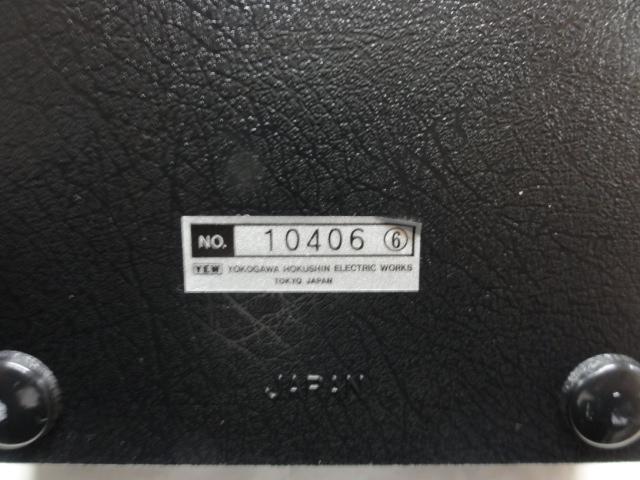 NO. 10406 ⑥
YEW YOKOGAWA HOKUSHIN ELECTRIC WORKS
TOKYO JAPAN
JAPAN